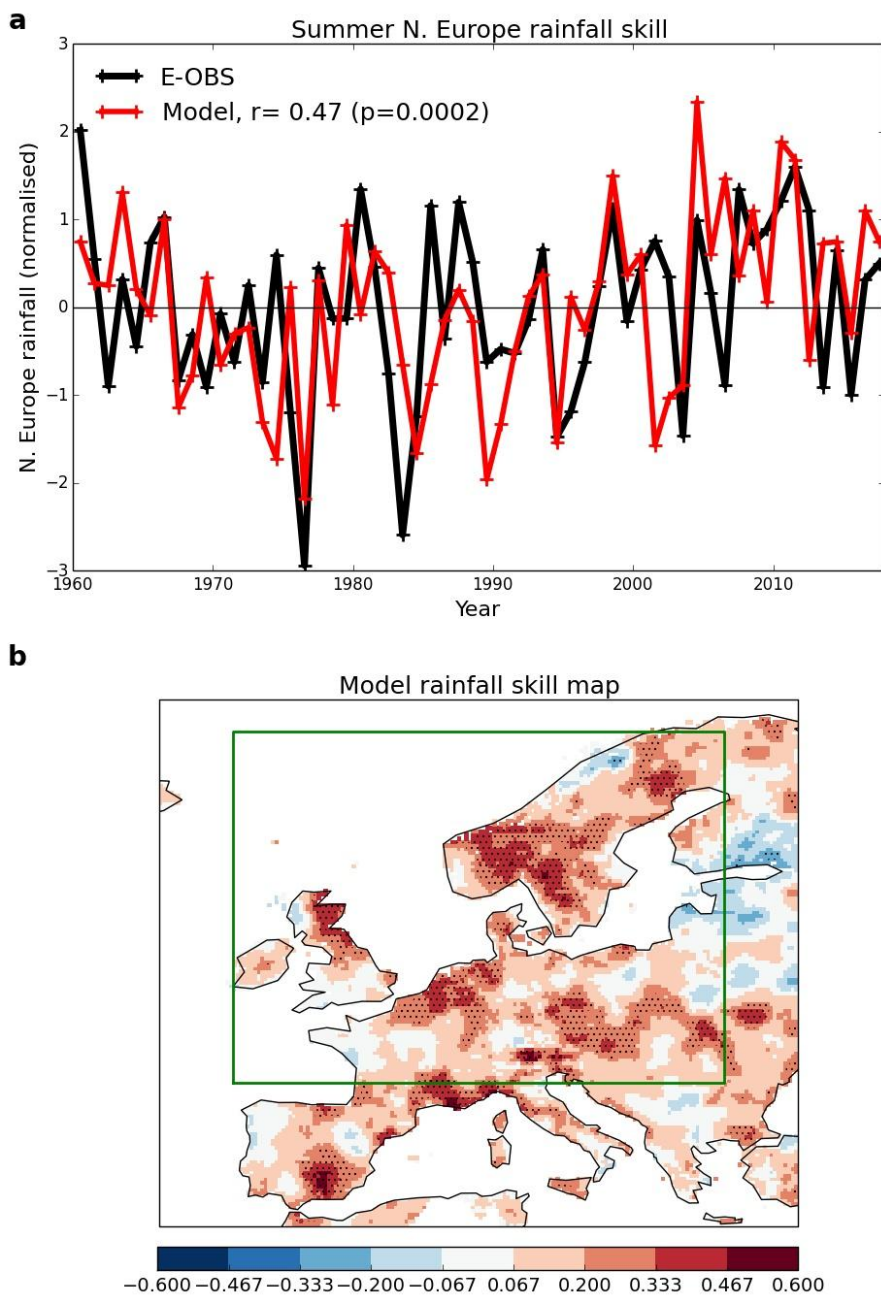 a
Summer N. Europe rainfall skill
3
2
1
0
−1
−2
−3
N. Europe rainfall (normalised)
E-OBS
Model, r= 0.47 (p=0.0002)
1960 1970 1980 1990 2000 2010
Year
b
Model rainfall skill map
−0.600 −0.467 −0.333 −0.200 −0.067 0.067 0.200 0.333 0.467 0.600